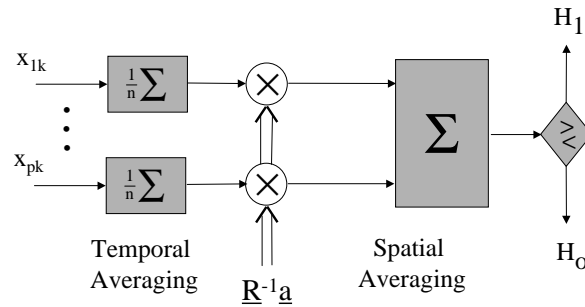 H₁
x₁ₖ
1/n Σ
×
Σ
≷
xₚₖ
1/n Σ
×
Temporal
Averaging
R⁻¹a
Spatial
Averaging
Hₒ